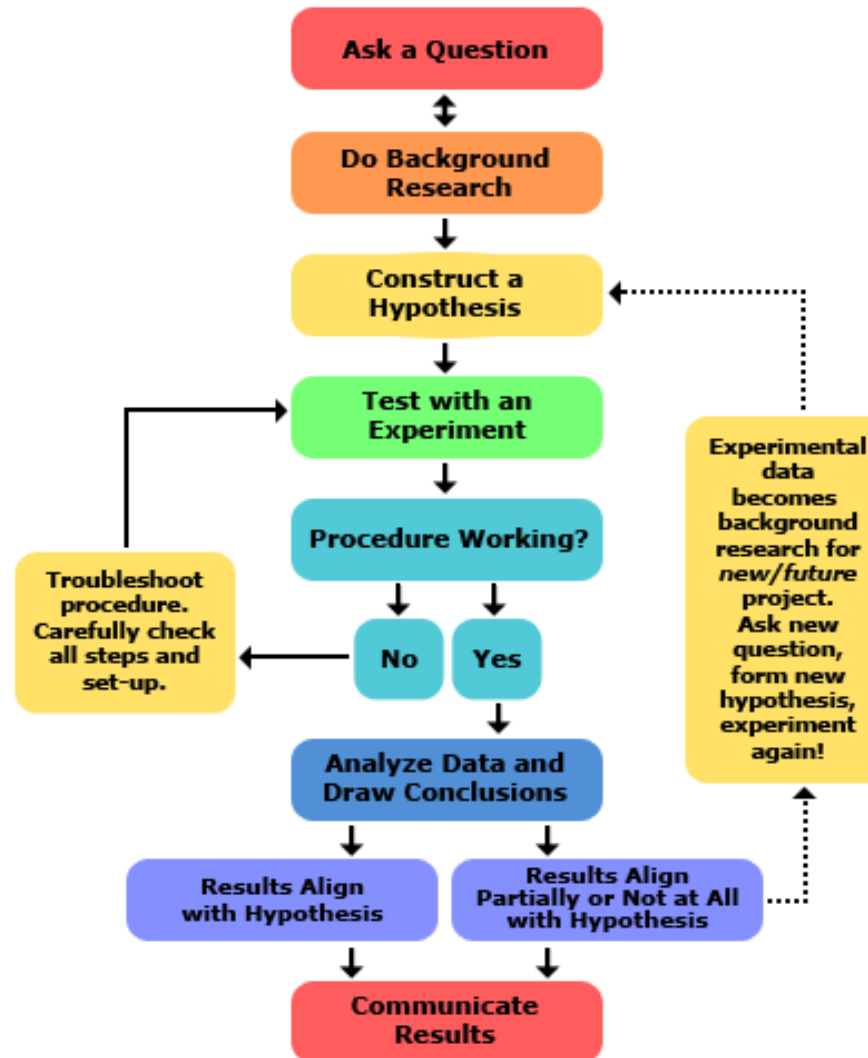 Ask a Question
Do Background
Research
Construct a
Hypothesis
Test with an
Experiment
Procedure Working?
No
Yes
Troubleshoot
procedure.
Carefully check
all steps and
set-up.
Experimental
data
becomes
background
research for
new/future
project.
Ask new
question,
form new
hypothesis,
experiment
again!
Analyze Data and
Draw Conclusions
Results Align
with Hypothesis
Results Align
Partially or Not at All
with Hypothesis
Communicate
Results